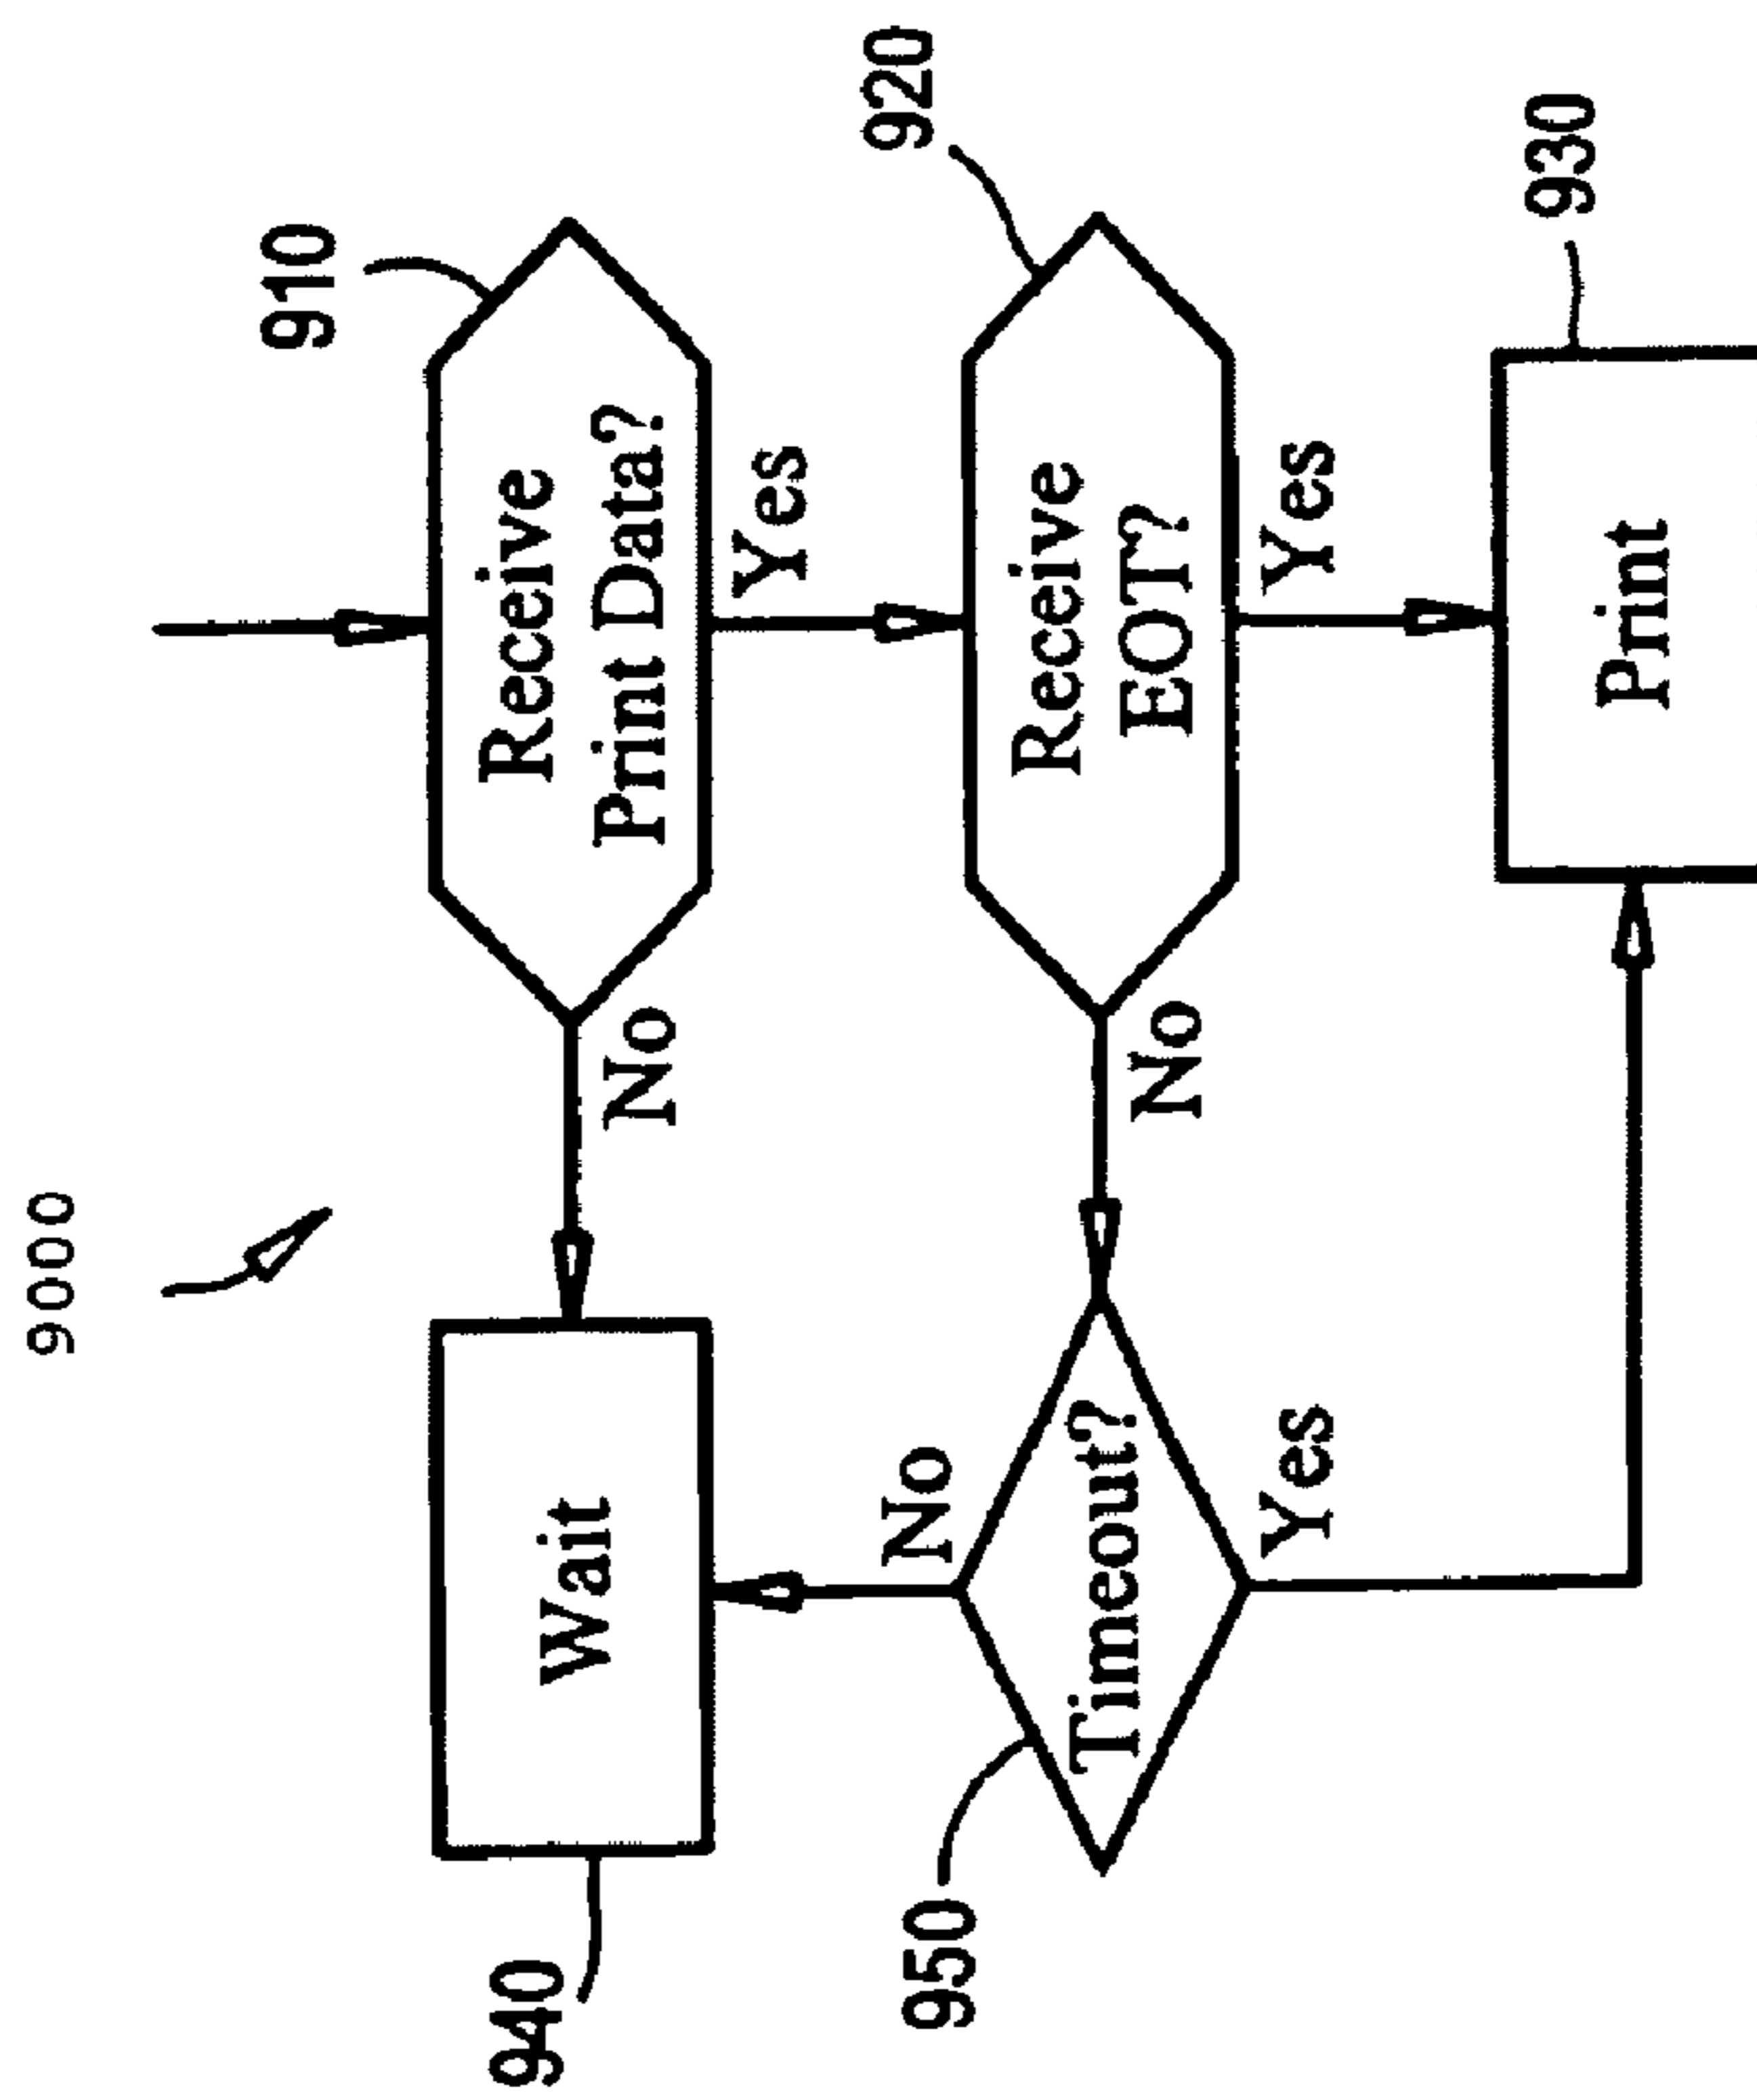 9000
910
Receive
Print Data?
Yes
No
Wait
940
920
Receive
EOT?
Yes
No
No
Timeout?
Yes
950
930
Print